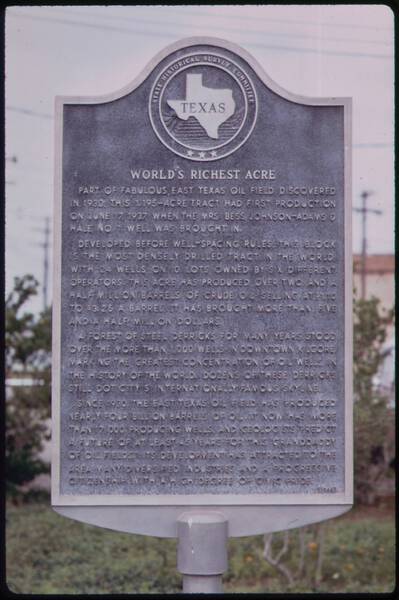 STATE HISTORICAL SURVEY COMMITTEE
TEXAS
WORLD'S RICHEST ACRE
PART OF FABULOUS EAST TEXAS OIL FIELD DISCOVERED
IN 1930, THIS 1.195-ACRE TRACT HAD FIRST PRODUCTION
ON JUNE 17, 1937, WHEN THE MRS. BESS JOHNSON-ADAMS &
HALE NO. 1 WELL WAS BROUGHT IN.
DEVELOPED BEFORE WELL-SPACING RULES, THIS BLOCK
IS THE MOST DENSELY DRILLED TRACT IN THE WORLD,
WITH 24 WELLS ON 10 LOTS OWNED BY SIX DIFFERENT
OPERATORS. THIS ACRE HAS PRODUCED OVER TWO AND A
HALF MILLION BARRELS OF CRUDE OIL; SELLING AT $1.10
TO $3.26 A BARREL, IT HAS BROUGHT MORE THAN FIVE
AND A HALF MILLION DOLLARS.
A FOREST OF STEEL DERRICKS FOR MANY YEARS STOOD
OVER THE MORE THAN 1,000 WELLS IN DOWNTOWN KILGORE,
MARKING THE GREATEST CONCENTRATION OF OIL WELLS IN
THE HISTORY OF THE WORLD. DOZENS OF THESE DERRICKS
STILL DOT CITY'S INTERNATIONALLY FAMOUS SKYLINE.
SINCE 1930 THE EAST TEXAS OIL FIELD HAS PRODUCED
NEARLY FOUR BILLION BARRELS OF OIL. IT NOW HAS MORE
THAN 17,000 PRODUCING WELLS, AND GEOLOGISTS PREDICT
A FUTURE OF AT LEAST 45 YEARS FOR THIS "GRANDDADDY
OF OIL FIELDS." ITS DEVELOPMENT HAS ATTRACTED TO THE
AREA MANY DIVERSIFIED INDUSTRIES AND A PROGRESSIVE
CITIZENSHIP WITH A HIGH DEGREE OF CIVIC PRIDE.